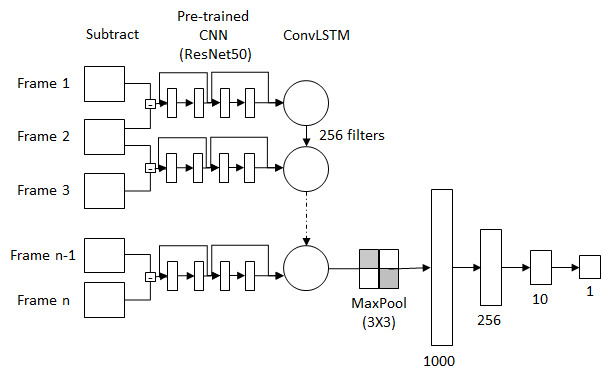 Subtract
Pre-trained
CNN
(ResNet50)
ConvLSTM
Frame 1
-
Frame 2
256 filters
-
Frame 3
Frame n-1
-
Frame n
MaxPool
(3X3)
1000
256
10
1